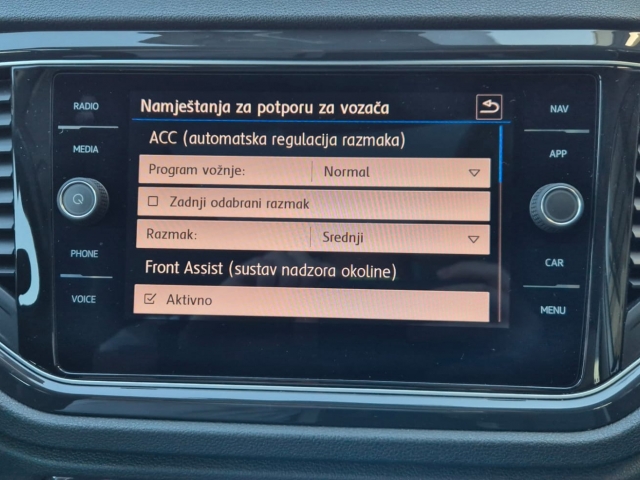 RADIO
MEDIA
PHONE
VOICE
Namještanja za potporu za vozača
ACC (automatska regulacija razmaka)
Program vožnje: Normal
Zadnji odabrani razmak
Razmak: Srednji
Front Assist (sustav nadzora okoline)
Aktivno
NAV
APP
CAR
MENU